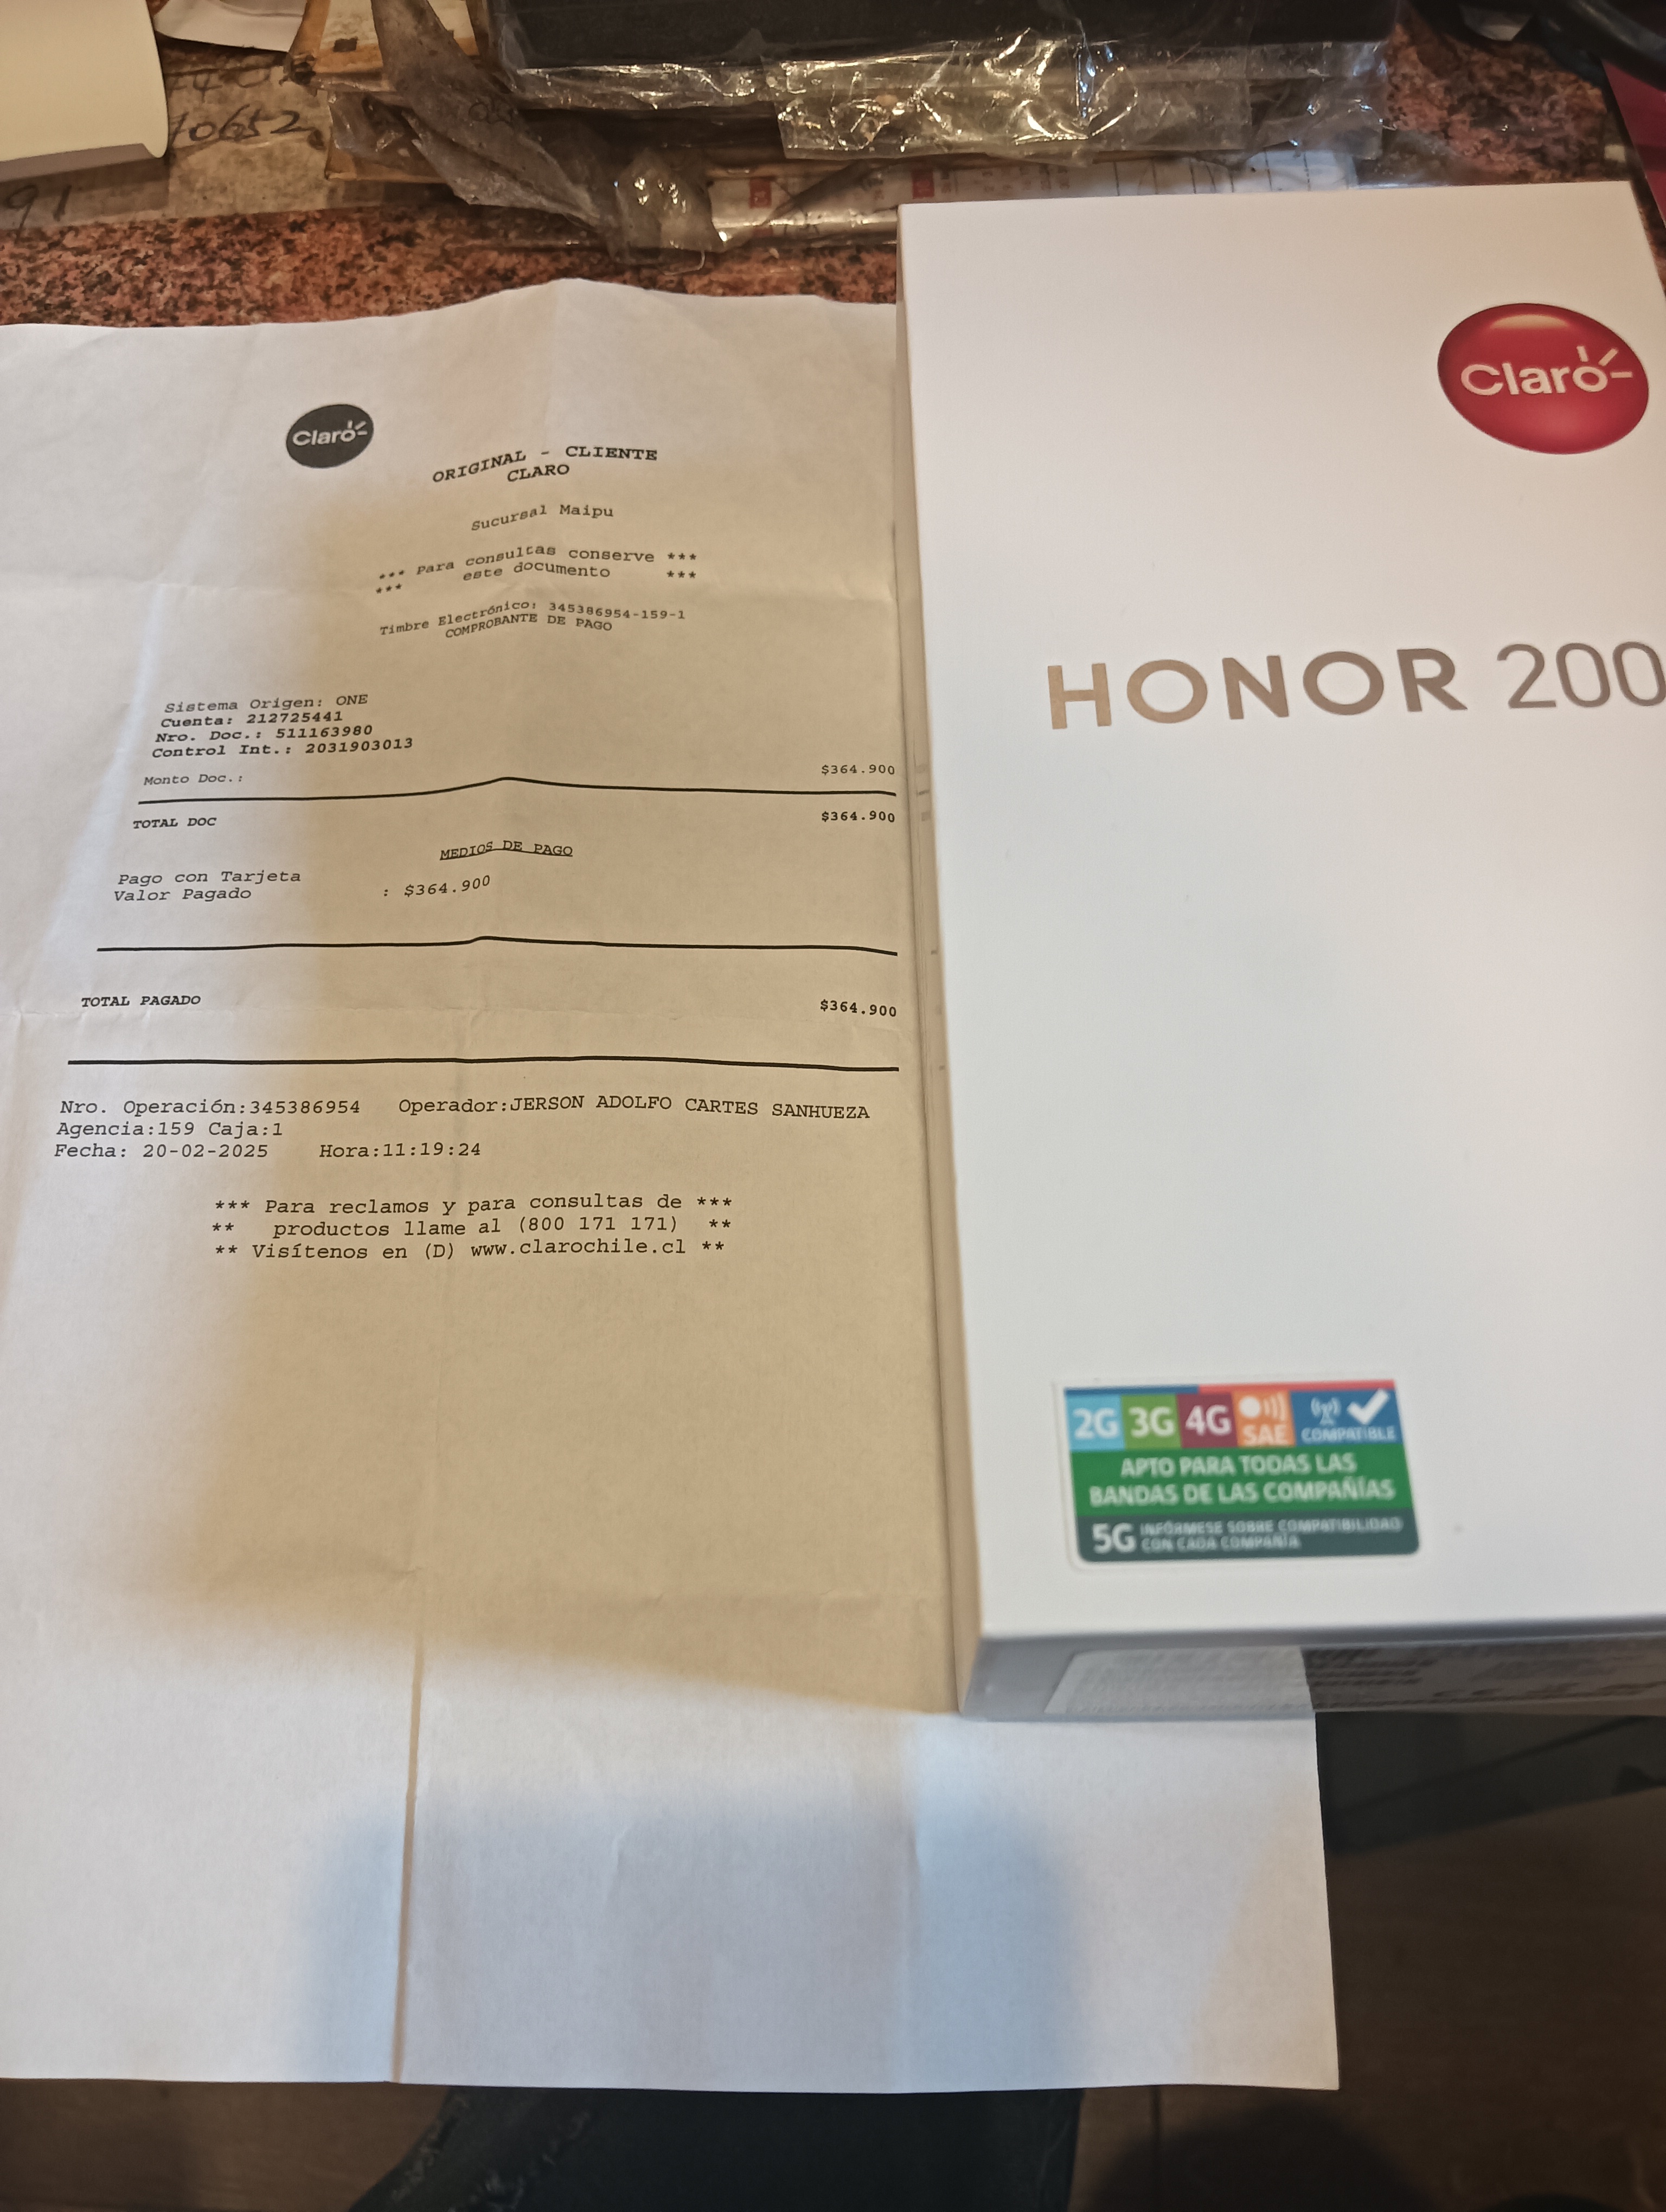 70652
91
Claro
ORIGINAL - CLIENTE
CLARO
Sucursal Maipu
*** Para consultas conserve ***
*** este documento ***
Timbre Electrónico: 345386954-159-1
COMPROBANTE DE PAGO
Sistema Origen: ONE
Cuenta: 212725441
Nro. Doc.: 511163980
Control Int.: 2031903013
Monto Doc.: $364.900
TOTAL DOC $364.900
MEDIOS DE PAGO
Pago con Tarjeta
Valor Pagado : $364.900
TOTAL PAGADO $364.900
Nro. Operación:345386954 Operador:JERSON ADOLFO CARTES SANHUEZA
Agencia:159 Caja:1
Fecha: 20-02-2025 Hora:11:19:24
*** Para reclamos y para consultas de ***
** productos llame al (800 171 171) **
** Visítenos en (D) www.clarochile.cl **
Claro
HONOR 200
2G 3G 4G SAE COMPATIBLE
APTO PARA TODAS LAS
BANDAS DE LAS COMPAÑÍAS
5G INFÓRMESE SOBRE COMPATIBILIDAD
CON CADA COMPAÑÍA